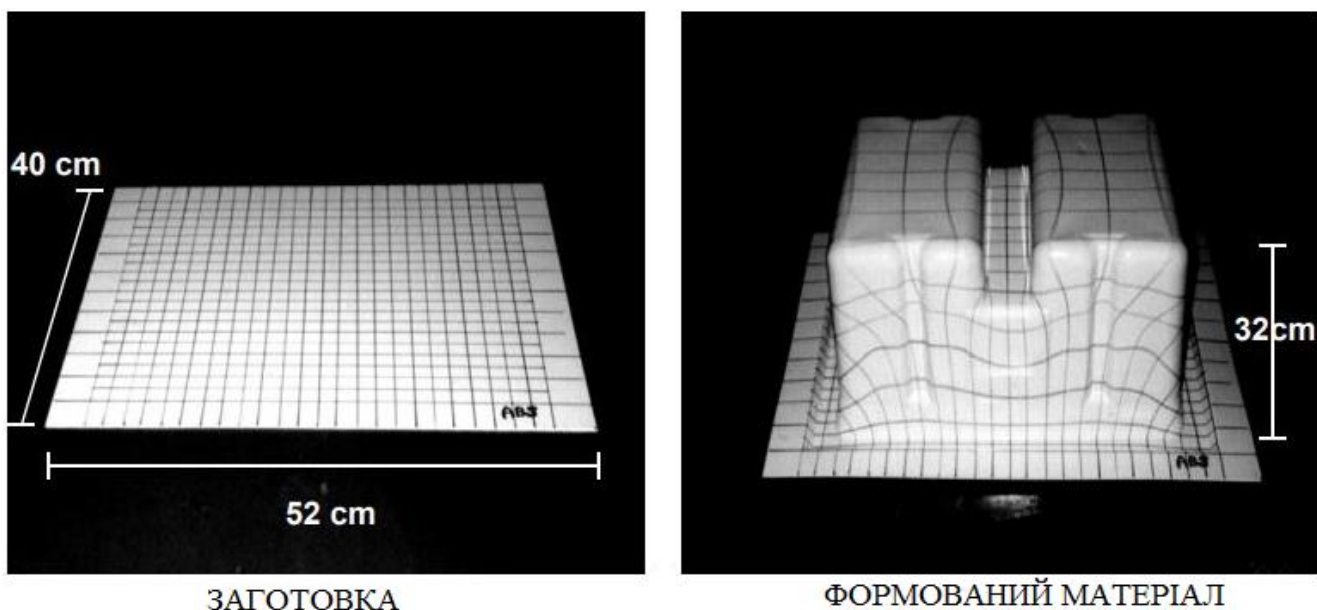 40 cm
ABS
52 cm
32cm
ABS
ЗАГОТОВКА
ФОРМОВАНИЙ МАТЕРІАЛ